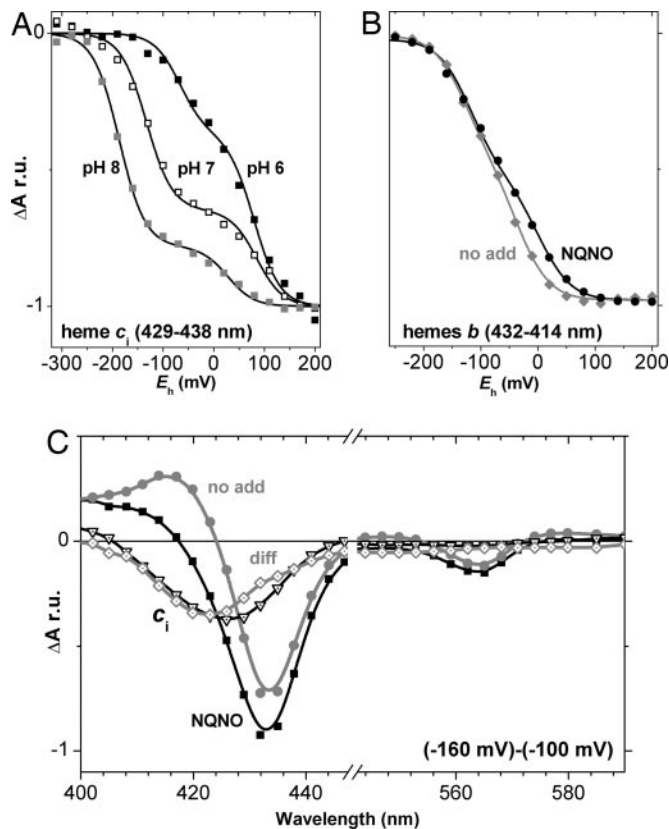 A
B
0
-1
ΔA r.u.
pH 8
pH 7
pH 6
heme ci (429-438 nm)
-300 -200 -100 0 100 200
Eh (mV)
no add
NQNO
hemes b (432-414 nm)
-200 -100 0 100 200
Eh (mV)
C
0
-1
ΔA r.u.
no add
diff
ci
NQNO
(-160 mV)-(-100 mV)
400 420 440 560 580
Wavelength (nm)